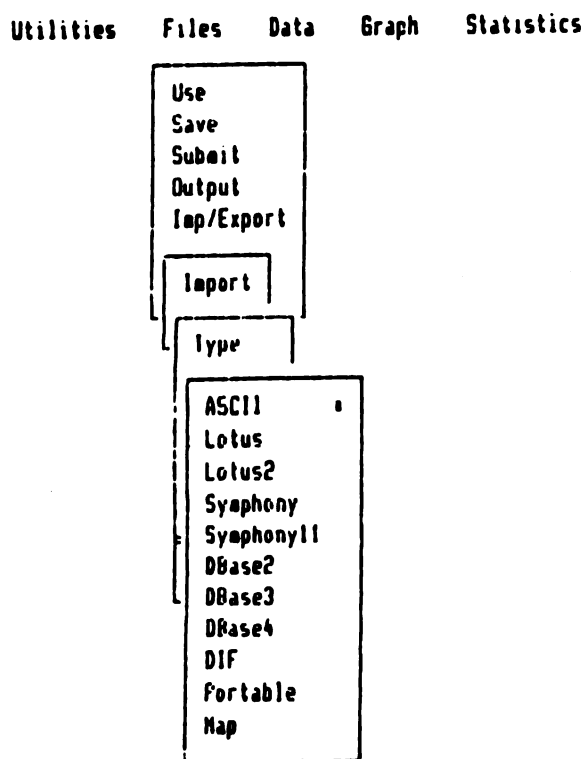 Utilities Files Data Graph Statistics
Use
Save
Submit
Output
Imp/Export
Import
Type
ASCII
Lotus
Lotus2
Symphony
Symphony11
DBase2
DBase3
DBase4
DIF
Portable
Map